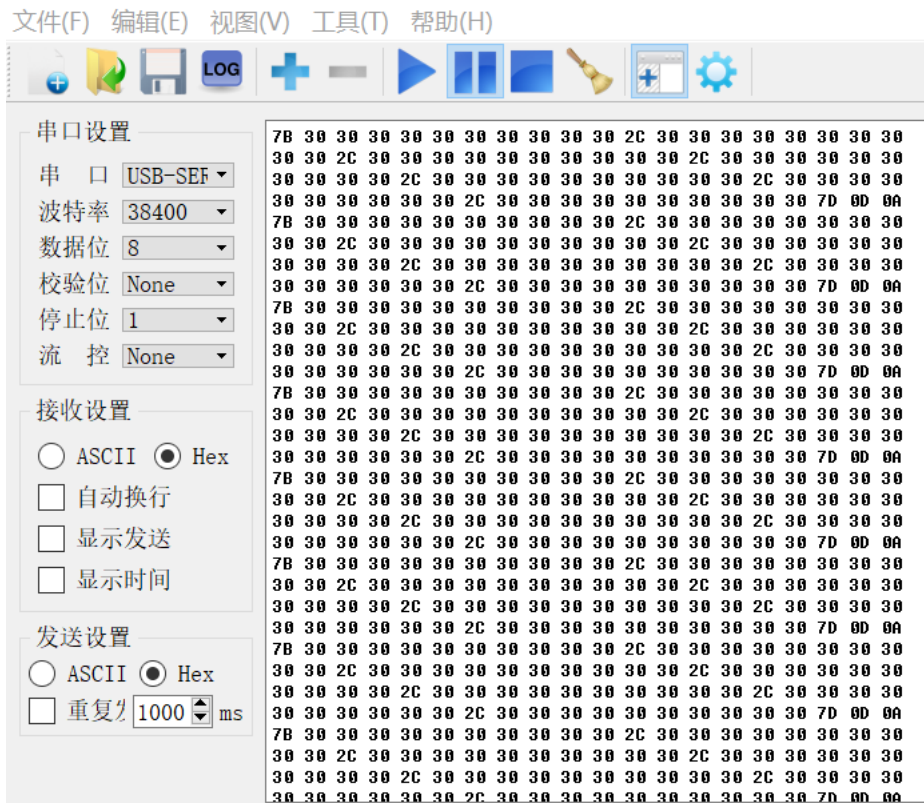 文件(F) 编辑(E) 视图(V) 工具(T) 帮助(H)
LOG
串口设置
串 口 USB-SER
波特率 38400
数据位 8
校验位 None
停止位 1
流 控 None
接收设置
ASCII Hex
自动换行
显示发送
显示时间
发送设置
ASCII Hex
重复 1000 ms
7B 30 30 30 30 30 30 30 30 30 30 2C 30 30 30 30 30 30 30 30
30 30 2C 30 30 30 30 30 30 30 30 30 30 2C 30 30 30 30 30 30
30 30 30 30 2C 30 30 30 30 30 30 30 30 30 30 2C 30 30 30 30
30 30 30 30 30 30 2C 30 30 30 30 30 30 30 30 30 30 7D 0D 0A
7B 30 30 30 30 30 30 30 30 30 30 2C 30 30 30 30 30 30 30 30
30 30 2C 30 30 30 30 30 30 30 30 30 30 2C 30 30 30 30 30 30
30 30 30 30 2C 30 30 30 30 30 30 30 30 30 30 2C 30 30 30 30
30 30 30 30 30 30 2C 30 30 30 30 30 30 30 30 30 30 7D 0D 0A
7B 30 30 30 30 30 30 30 30 30 30 2C 30 30 30 30 30 30 30 30
30 30 2C 30 30 30 30 30 30 30 30 30 30 2C 30 30 30 30 30 30
30 30 30 30 2C 30 30 30 30 30 30 30 30 30 30 2C 30 30 30 30
30 30 30 30 30 30 2C 30 30 30 30 30 30 30 30 30 30 7D 0D 0A
7B 30 30 30 30 30 30 30 30 30 30 2C 30 30 30 30 30 30 30 30
30 30 2C 30 30 30 30 30 30 30 30 30 30 2C 30 30 30 30 30 30
30 30 30 30 2C 30 30 30 30 30 30 30 30 30 30 2C 30 30 30 30
30 30 30 30 30 30 2C 30 30 30 30 30 30 30 30 30 30 7D 0D 0A
7B 30 30 30 30 30 30 30 30 30 30 2C 30 30 30 30 30 30 30 30
30 30 2C 30 30 30 30 30 30 30 30 30 30 2C 30 30 30 30 30 30
30 30 30 30 2C 30 30 30 30 30 30 30 30 30 30 2C 30 30 30 30
30 30 30 30 30 30 2C 30 30 30 30 30 30 30 30 30 30 7D 0D 0A
7B 30 30 30 30 30 30 30 30 30 30 2C 30 30 30 30 30 30 30 30
30 30 2C 30 30 30 30 30 30 30 30 30 30 2C 30 30 30 30 30 30
30 30 30 30 2C 30 30 30 30 30 30 30 30 30 30 2C 30 30 30 30
30 30 30 30 30 30 2C 30 30 30 30 30 30 30 30 30 30 7D 0D 0A
7B 30 30 30 30 30 30 30 30 30 30 2C 30 30 30 30 30 30 30 30
30 30 2C 30 30 30 30 30 30 30 30 30 30 2C 30 30 30 30 30 30
30 30 30 30 2C 30 30 30 30 30 30 30 30 30 30 2C 30 30 30 30
30 30 30 30 30 30 2C 30 30 30 30 30 30 30 30 30 30 7D 0D 0A
7B 30 30 30 30 30 30 30 30 30 30 2C 30 30 30 30 30 30 30 30
30 30 2C 30 30 30 30 30 30 30 30 30 30 2C 30 30 30 30 30 30
30 30 30 30 2C 30 30 30 30 30 30 30 30 30 30 2C 30 30 30 30
30 30 30 30 30 30 2C 30 30 30 30 30 30 30 30 30 30 7D 0D 0A